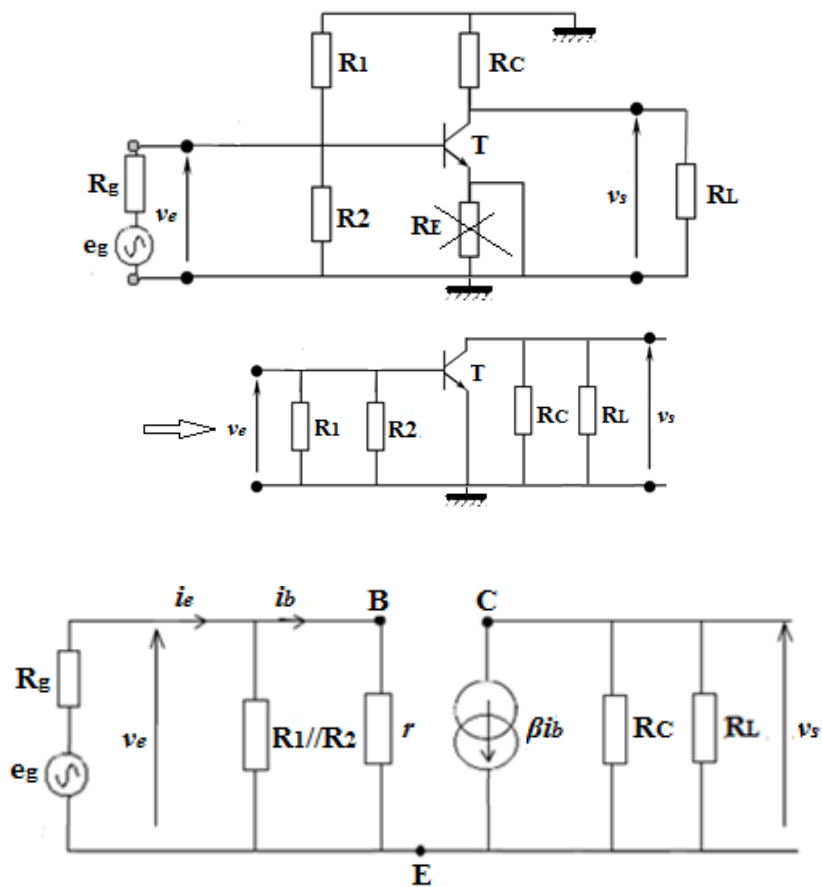 R1
RC
T
Rg
ve
R2
RE
vs
RL
eg
T
ve
R1
R2
RC
RL
vs
ie
ib
B
C
Rg
ve
R1//R2
r
βib
RC
RL
vs
eg
E